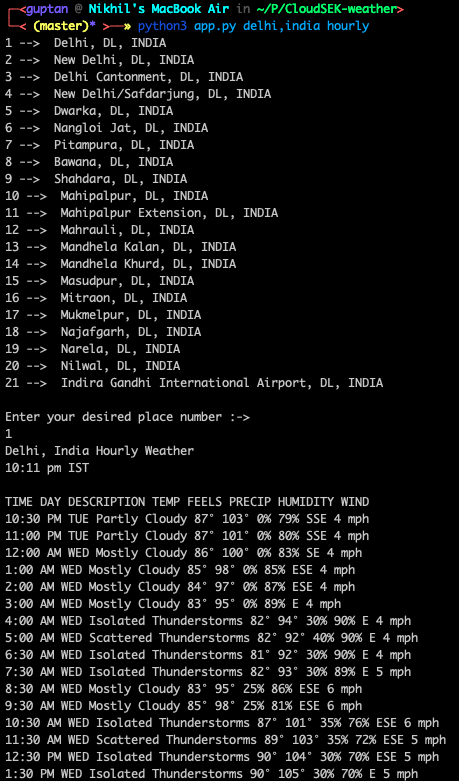 <guptan @ Nikhil's MacBook Air in ~/P/CloudSEK-weather>
< (master)* >—» python3 app.py delhi,india hourly
1 -->  Delhi, DL, INDIA
2 -->  New Delhi, DL, INDIA
3 -->  Delhi Cantonment, DL, INDIA
4 -->  New Delhi/Safdarjung, DL, INDIA
5 -->  Dwarka, DL, INDIA
6 -->  Nangloi Jat, DL, INDIA
7 -->  Pitampura, DL, INDIA
8 -->  Bawana, DL, INDIA
9 -->  Shahdara, DL, INDIA
10 -->  Mahipalpur, DL, INDIA
11 -->  Mahipalpur Extension, DL, INDIA
12 -->  Mahrauli, DL, INDIA
13 -->  Mandhela Kalan, DL, INDIA
14 -->  Mandhela Khurd, DL, INDIA
15 -->  Masudpur, DL, INDIA
16 -->  Mitraon, DL, INDIA
17 -->  Mukmelpur, DL, INDIA
18 -->  Najafgarh, DL, INDIA
19 -->  Narela, DL, INDIA
20 -->  Nilwal, DL, INDIA
21 -->  Indira Gandhi International Airport, DL, INDIA
Enter your desired place number :->
1
Delhi, India Hourly Weather
10:11 pm IST
TIME DAY DESCRIPTION TEMP FEELS PRECIP HUMIDITY WIND
10:30 PM TUE Partly Cloudy 87° 103° 0% 79% SSE 4 mph
11:00 PM TUE Partly Cloudy 87° 101° 0% 80% SSE 4 mph
12:00 AM WED Mostly Cloudy 86° 100° 0% 83% SE 4 mph
1:00 AM WED Mostly Cloudy 85° 98° 0% 85% ESE 4 mph
2:00 AM WED Mostly Cloudy 84° 97° 0% 87% ESE 4 mph
3:00 AM WED Mostly Cloudy 83° 95° 0% 89% E 4 mph
4:00 AM WED Isolated Thunderstorms 82° 94° 30% 90% E 4 mph
5:00 AM WED Scattered Thunderstorms 82° 92° 40% 90% E 4 mph
6:30 AM WED Isolated Thunderstorms 81° 92° 30% 90% E 4 mph
7:30 AM WED Isolated Thunderstorms 82° 93° 30% 89% E 5 mph
8:30 AM WED Mostly Cloudy 83° 95° 25% 86% ESE 6 mph
9:30 AM WED Mostly Cloudy 85° 98° 25% 81% ESE 6 mph
10:30 AM WED Isolated Thunderstorms 87° 101° 35% 76% ESE 6 mph
11:30 AM WED Scattered Thunderstorms 89° 103° 35% 72% ESE 5 mph
12:30 PM WED Isolated Thunderstorms 90° 104° 30% 70% E 5 mph
1:30 PM WED Isolated Thunderstorms 90° 105° 30% 70% E 5 mph